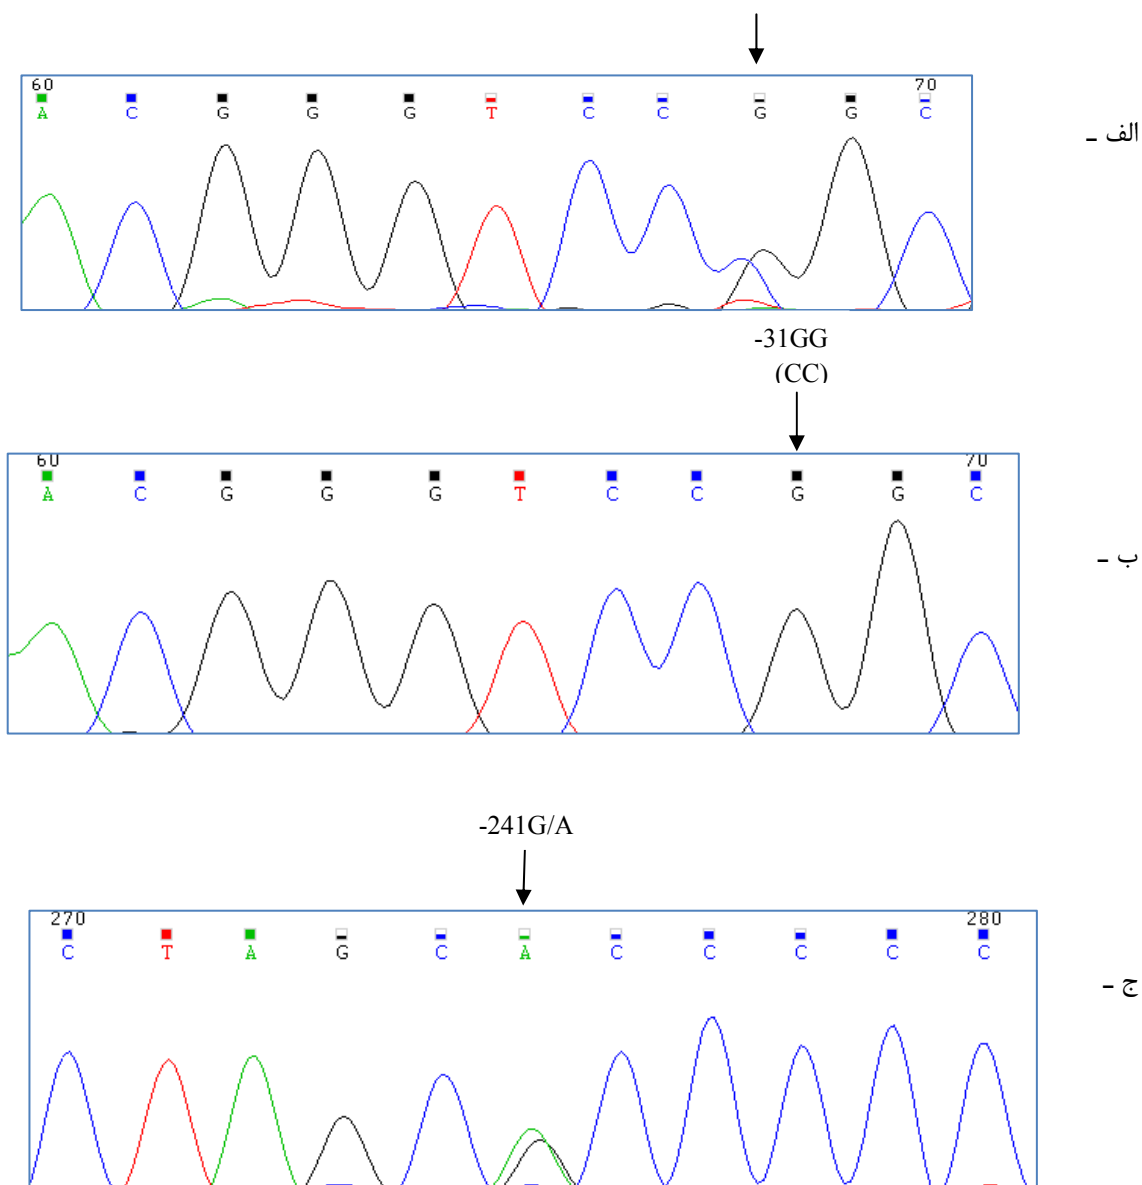 60 70
A C G G G T C C G G C
الف -
-31GG
(CC)
60 70
A C G G G T C C G G C
ب -
-241G/A
270 280
C T A G C A C C C C C
ج -